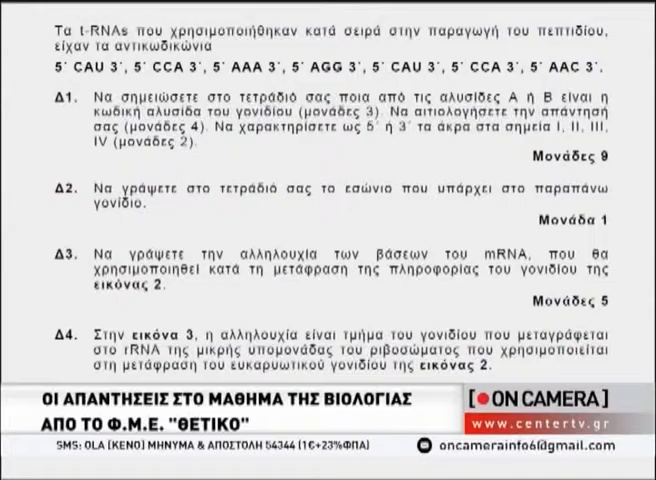 Τα t-RNAs που χρησιμοποιήθηκαν κατά σειρά στην παραγωγή του πεπτιδίου,
είχαν τα αντικωδικώνια
5΄ CAU 3΄, 5΄ CCA 3΄, 5΄ AAA 3΄, 5΄ AGG 3΄, 5΄ CAU 3΄, 5΄ CCA 3΄, 5΄ AAC 3΄.
Δ1. Να σημειώσετε στο τετράδιό σας ποια από τις αλυσίδες Α ή Β είναι η
κωδική αλυσίδα του γονιδίου (μονάδες 3). Να αιτιολογήσετε την απάντησή
σας (μονάδες 4). Να χαρακτηρίσετε ως 5΄ ή 3΄ τα άκρα στα σημεία I, II, III,
IV (μονάδες 2).
Μονάδες 9
Δ2. Να γράψετε στο τετράδιό σας το εσώνιο που υπάρχει στο παραπάνω
γονίδιο.
Μονάδα 1
Δ3. Να γράψετε την αλληλουχία των βάσεων του mRNA, που θα
χρησιμοποιηθεί κατά τη μετάφραση της πληροφορίας του γονιδίου της
εικόνας 2.
Μονάδες 5
Δ4. Στην εικόνα 3, η αλληλουχία είναι τμήμα του γονιδίου που μεταγράφεται
στο rRNA της μικρής υπομονάδας του ριβοσώματος που χρησιμοποιείται
στη μετάφραση του ευκαρυωτικού γονιδίου της εικόνας 2.
ΟΙ ΑΠΑΝΤΗΣΕΙΣ ΣΤΟ ΜΑΘΗΜΑ ΤΗΣ ΒΙΟΛΟΓΙΑΣ
ΑΠΟ ΤΟ Φ.Μ.Ε. "ΘΕΤΙΚΟ"
[ON CAMERA]
www.centertv.gr
SMS: OLA (ΚΕΝΟ) ΜΗΝΥΜΑ & ΑΠΟΣΤΟΛΗ 54344 (1€+23%ΦΠΑ)
oncamerainfo6@gmail.com